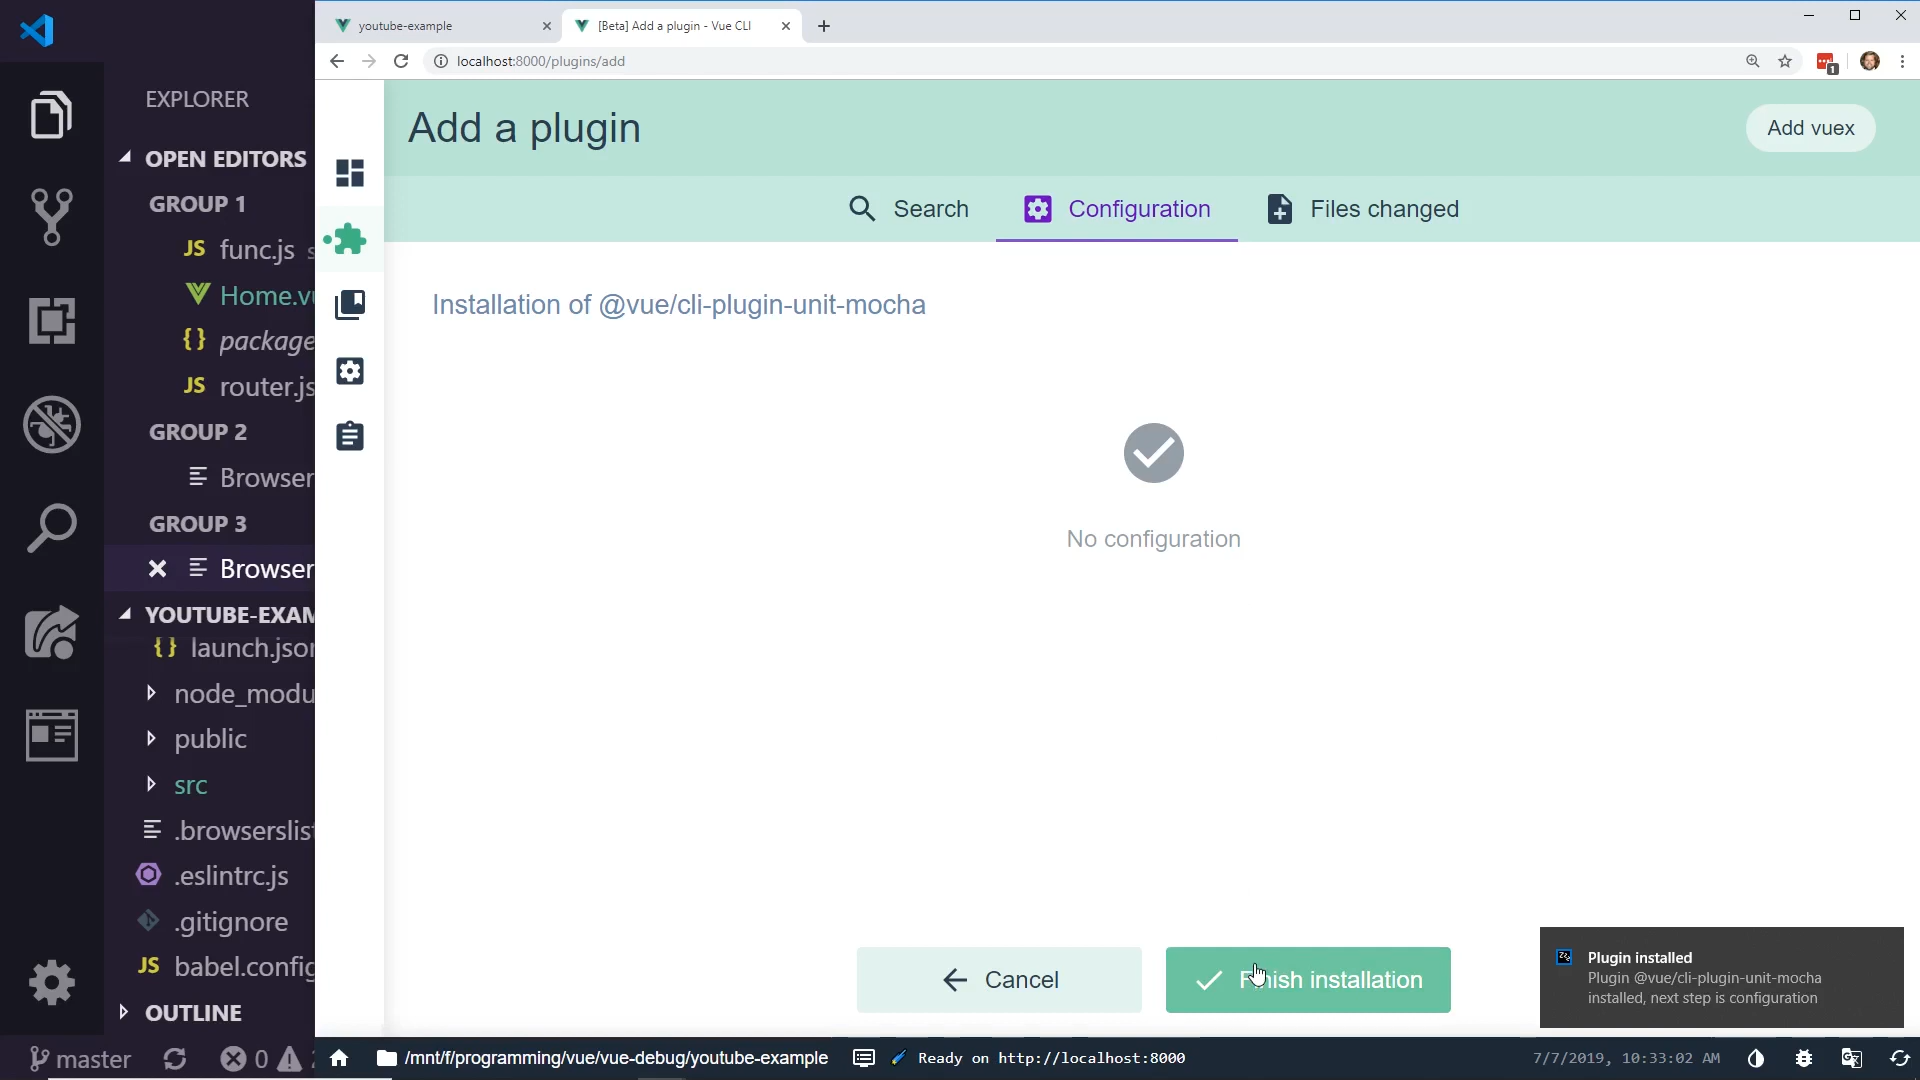 EXPLORER
OPEN EDITORS
GROUP 1
JS func.js
Home.vu
{} package
JS router.js
GROUP 2
Browser
GROUP 3
Browser
YOUTUBE-EXAM
{} launch.json
node_modu
public
src
.browserslist
.eslintrc.js
.gitignore
JS babel.config
OUTLINE
master
0
youtube-example
[Beta] Add a plugin - Vue CLI
localhost:8000/plugins/add
1
Add a plugin
Add vuex
Search
Configuration
Files changed
Installation of @vue/cli-plugin-unit-mocha
No configuration
Cancel
Finish installation
Plugin installed
Plugin @vue/cli-plugin-unit-mocha
installed, next step is configuration
/mnt/f/programming/vue/vue-debug/youtube-example
Ready on http://localhost:8000
7/7/2019, 10:33:02 AM